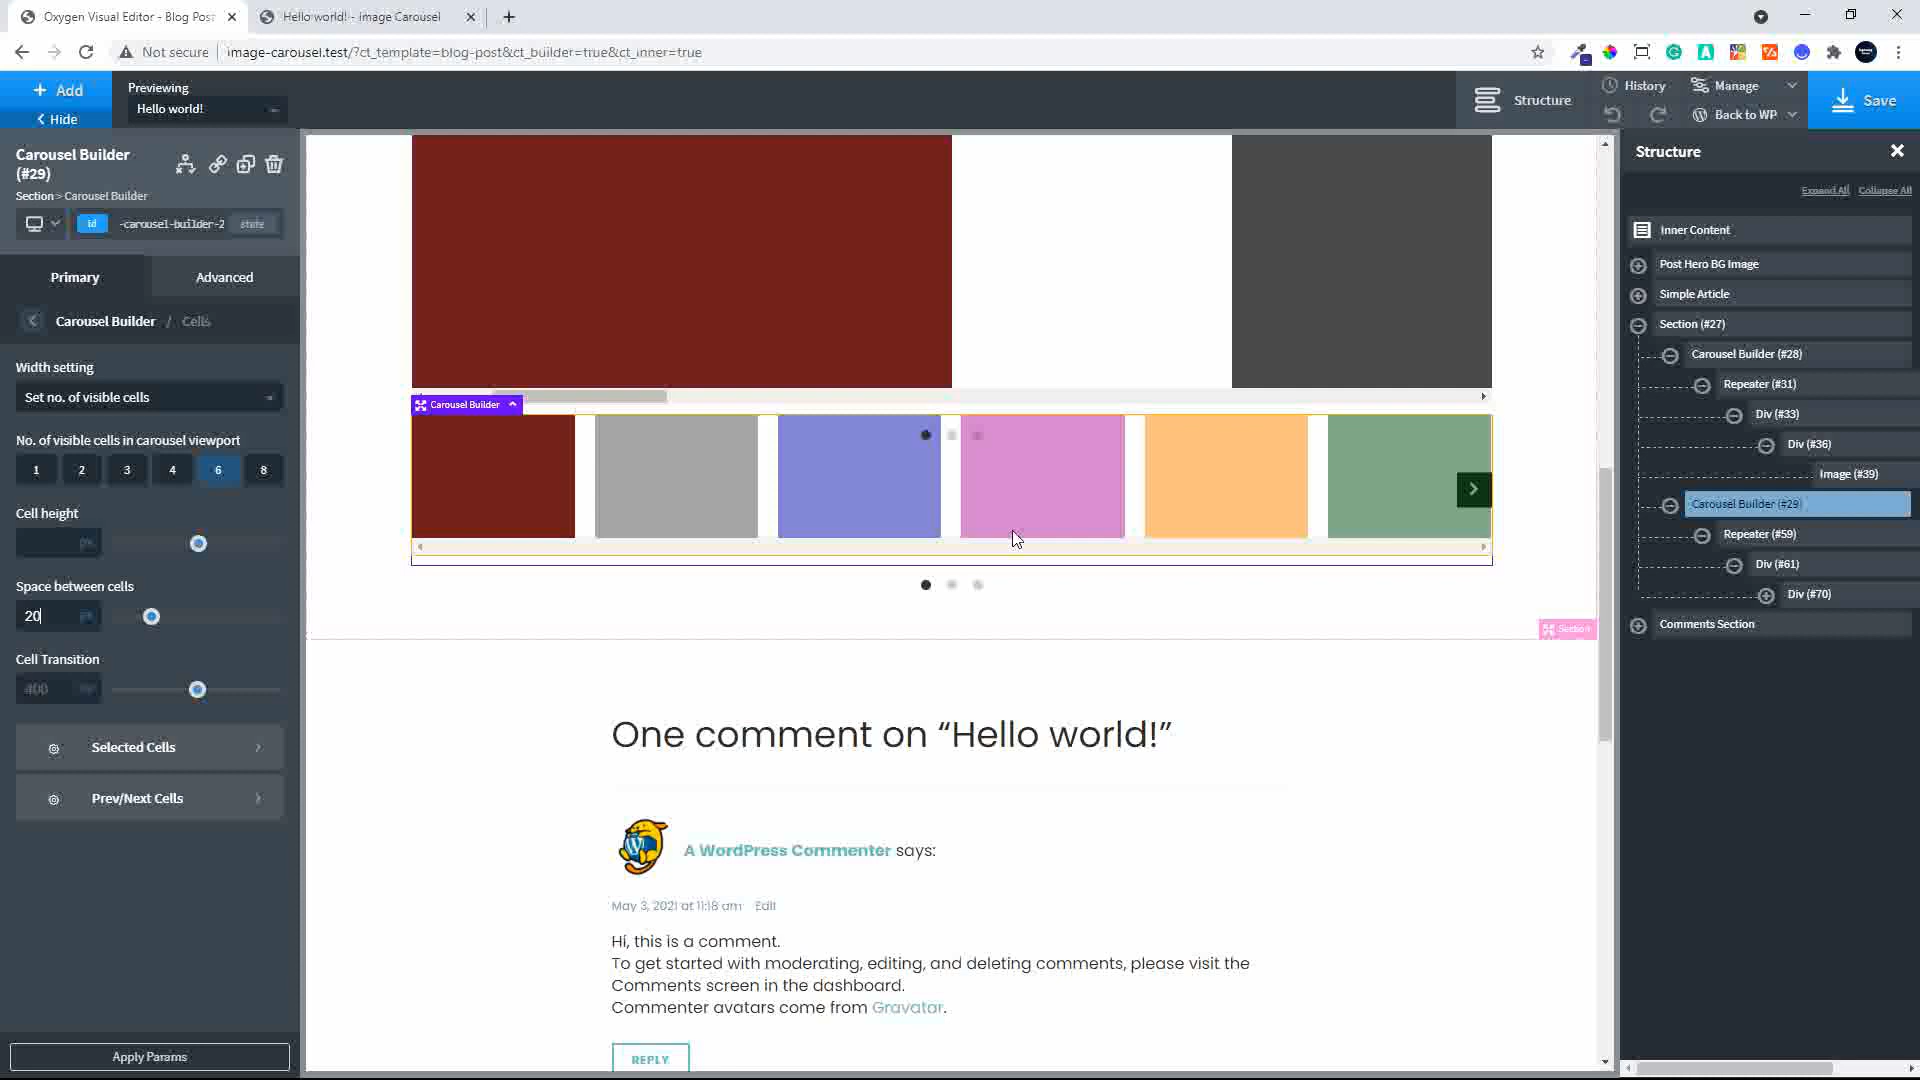 Oxygen Visual Editor - Blog Post
Hello world! - Image Carousel
Not secure
image-carousel.test/?ct_template=blog-post&ct_builder=true&ct_inner=true
Add
Hide
Previewing
Hello world!
Structure
History
Manage
Back to WP
Save
Carousel Builder
(#29)
Section > Carousel Builder
id
-carousel-builder-2
state
Primary
Advanced
Carousel Builder / Cells
Width setting
Set no. of visible cells
No. of visible cells in carousel viewport
1 2 3 4 6 8
Cell height
px
Space between cells
20 px
Cell Transition
400
Selected Cells
Prev/Next Cells
Apply Params
Carousel Builder
Section
One comment on “Hello world!”
A WordPress Commenter says:
May 3, 2021 at 11:18 am Edit
Hi, this is a comment.
To get started with moderating, editing, and deleting comments, please visit the
Comments screen in the dashboard.
Commenter avatars come from Gravatar.
REPLY
Structure
Expand All Collapse All
Inner Content
Post Hero BG Image
Simple Article
Section (#27)
Carousel Builder (#28)
Repeater (#31)
Div (#33)
Div (#36)
Image (#39)
Carousel Builder (#29)
Repeater (#59)
Div (#61)
Div (#70)
Comments Section